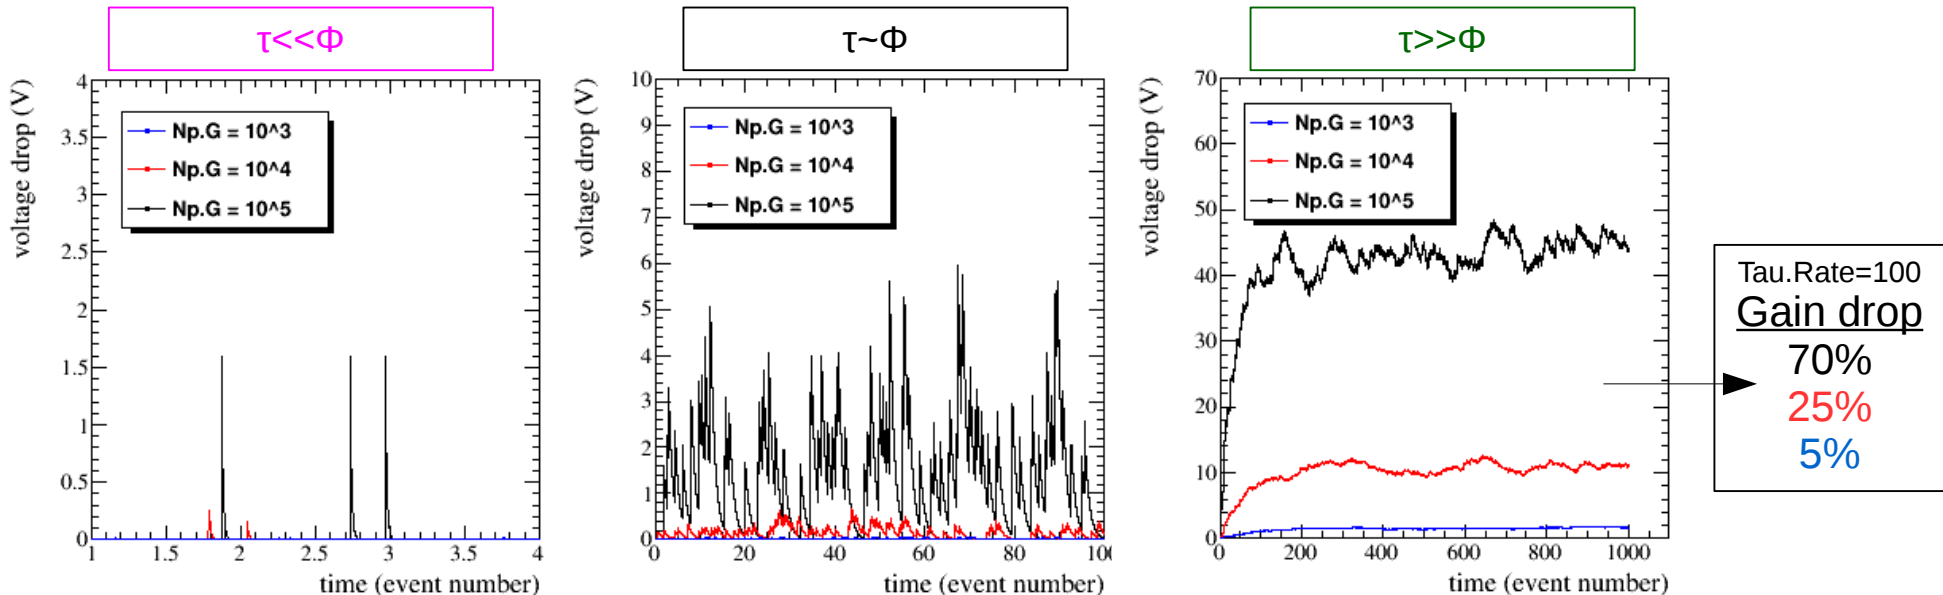 τ<<Φ
voltage drop (V)
4
3.5
3
2.5
2
1.5
1
0.5
0
Np.G = 10^3
Np.G = 10^4
Np.G = 10^5
1
1.5
2
2.5
3
3.5
4
time (event number)
τ~Φ
voltage drop (V)
10
9
8
7
6
5
4
3
2
1
0
Np.G = 10^3
Np.G = 10^4
Np.G = 10^5
0
20
40
60
80
100
time (event number)
τ>>Φ
voltage drop (V)
70
60
50
40
30
20
10
0
Np.G = 10^3
Np.G = 10^4
Np.G = 10^5
0
200
400
600
800
1000
time (event number)
Tau.Rate=100
Gain drop
70%
25%
5%